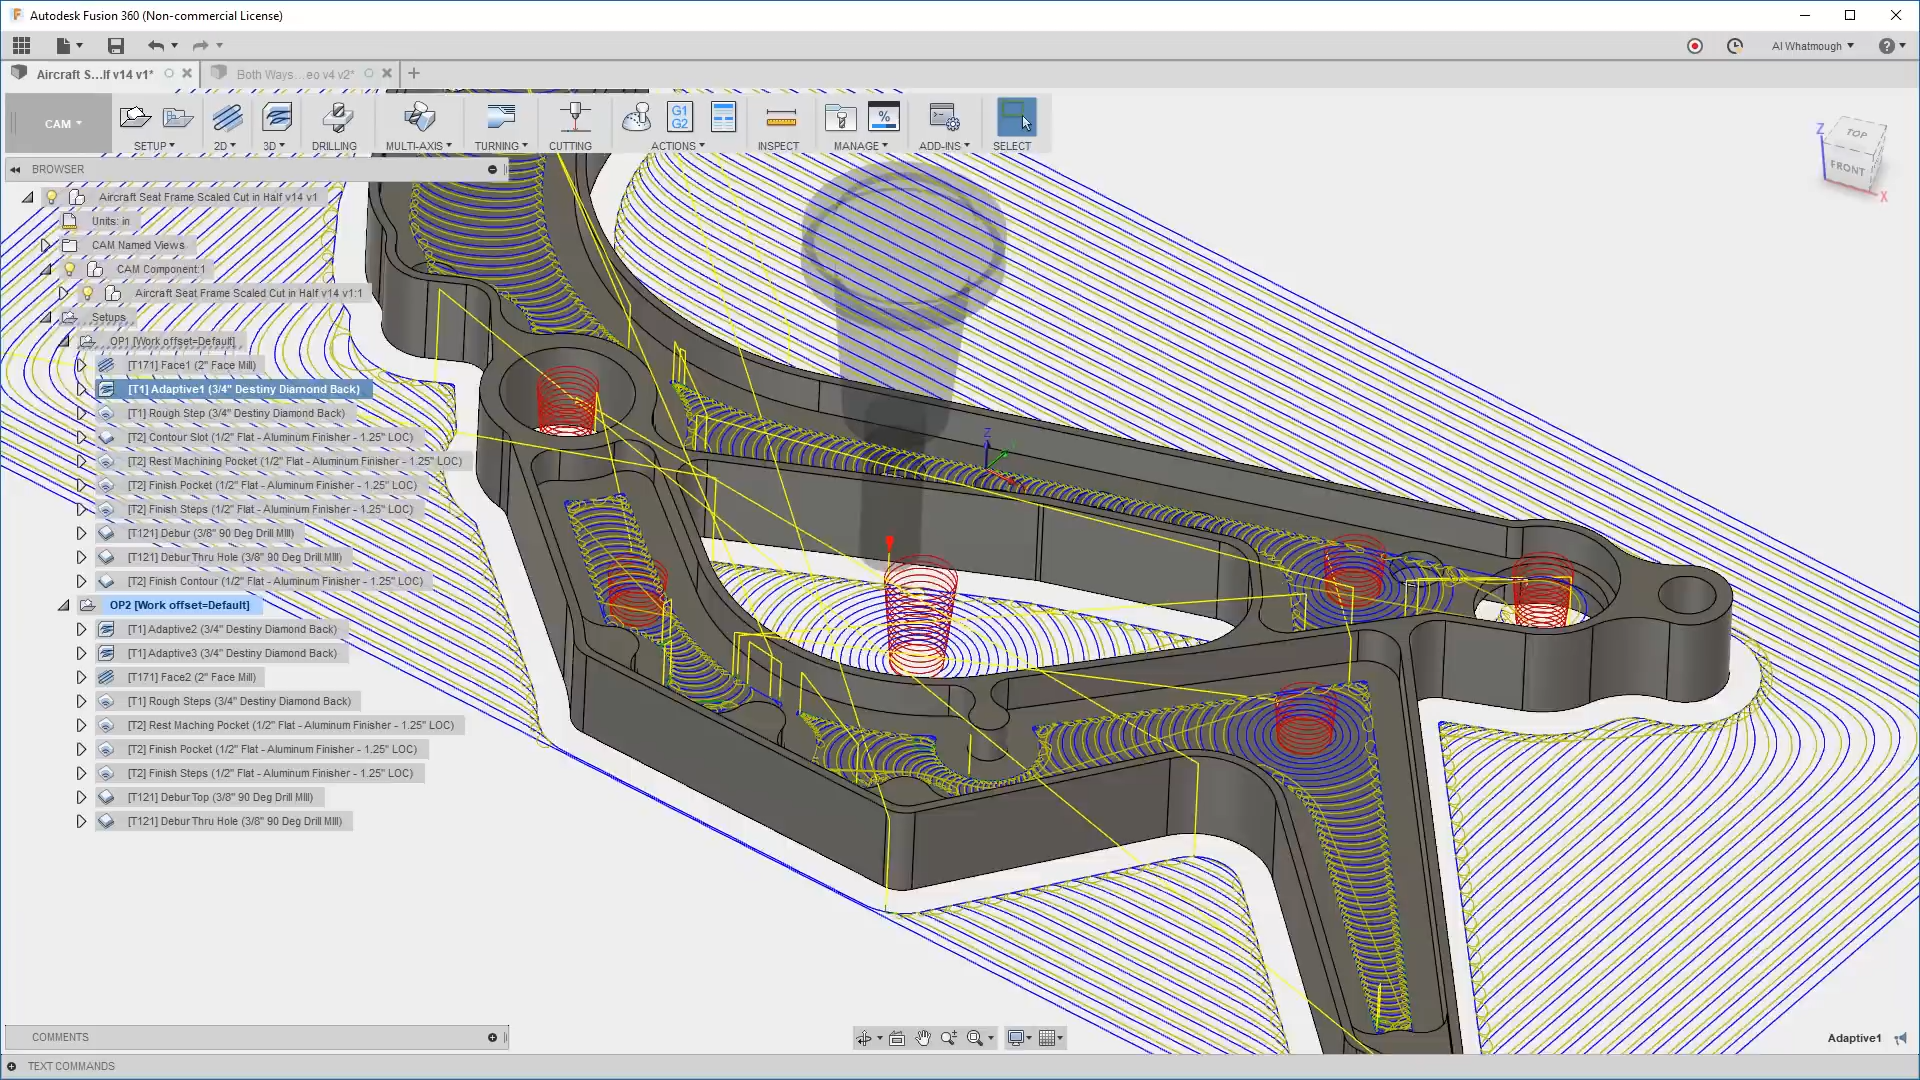 Autodesk Fusion 360 (Non-commercial License)
Al Whatmough
Aircraft S...lf v14 v1*
Both Ways...eo v4 v2*
CAM
G1
G2
%
SETUP
2D
3D
DRILLING
MULTI-AXIS
TURNING
CUTTING
ACTIONS
INSPECT
MANAGE
ADD-INS
SELECT
TOP
FRONT
Z
X
BROWSER
Aircraft Seat Frame Scaled Cut in Half v14 v1
Units: in
CAM Named Views
CAM Component:1
Aircraft Seat Frame Scaled Cut in Half v14 v1:1
Setups
OP1 [Work offset=Default]
[T171] Face1 (2" Face Mill)
[T1] Adaptive1 (3/4" Destiny Diamond Back)
[T1] Rough Step (3/4" Destiny Diamond Back)
[T2] Contour Slot (1/2" Flat - Aluminum Finisher - 1.25" LOC)
[T2] Rest Machining Pocket (1/2" Flat - Aluminum Finisher - 1.25" LOC)
[T2] Finish Pocket (1/2" Flat - Aluminum Finisher - 1.25" LOC)
[T2] Finish Steps (1/2" Flat - Aluminum Finisher - 1.25" LOC)
[T121] Debur (3/8" 90 Deg Drill Mill)
[T121] Debur Thru Hole (3/8" 90 Deg Drill Mill)
[T2] Finish Contour (1/2" Flat - Aluminum Finisher - 1.25" LOC)
OP2 [Work offset=Default]
[T1] Adaptive2 (3/4" Destiny Diamond Back)
[T1] Adaptive3 (3/4" Destiny Diamond Back)
[T171] Face2 (2" Face Mill)
[T1] Rough Steps (3/4" Destiny Diamond Back)
[T2] Rest Maching Pocket (1/2" Flat - Aluminum Finisher - 1.25" LOC)
[T2] Finish Pocket (1/2" Flat - Aluminum Finisher - 1.25" LOC)
[T2] Finish Steps (1/2" Flat - Aluminum Finisher - 1.25" LOC)
[T121] Debur Top (3/8" 90 Deg Drill Mill)
[T121] Debur Thru Hole (3/8" 90 Deg Drill Mill)
Z
COMMENTS
Adaptive1
TEXT COMMANDS